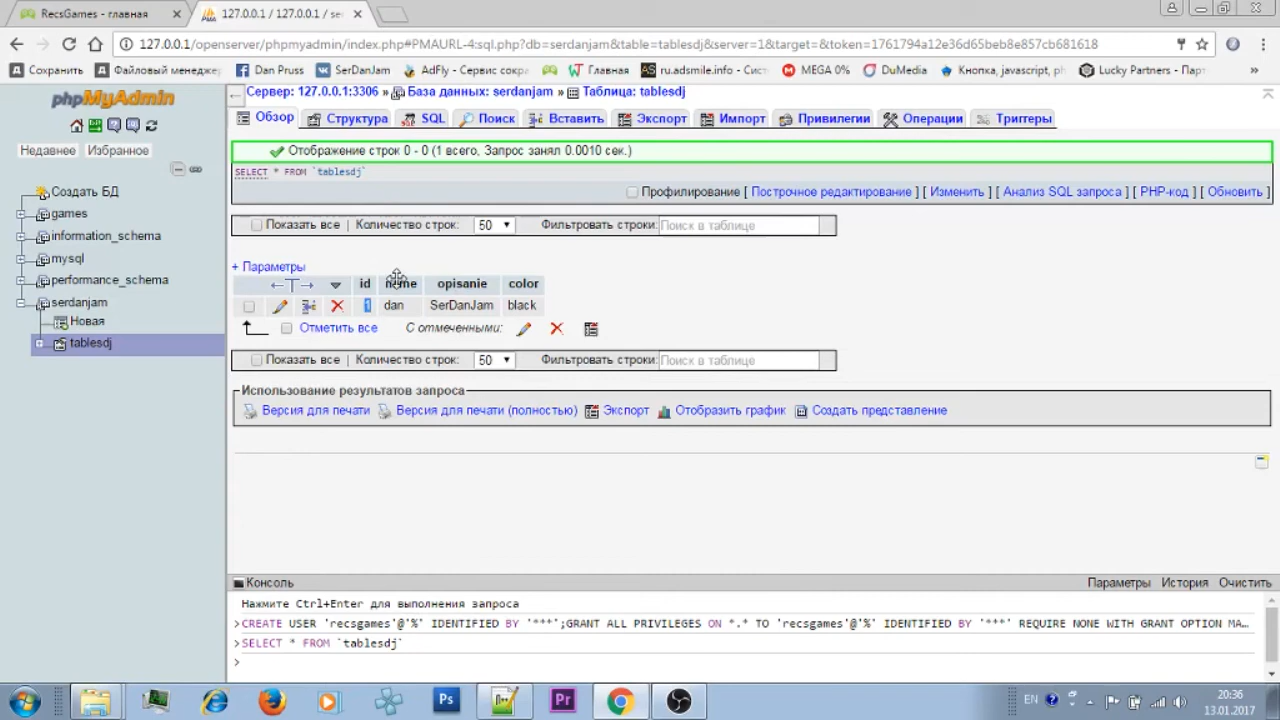 RecsGames - главная
127.0.0.1 / 127.0.0.1 / se
127.0.0.1/openserver/phpmyadmin/index.php#PMAURL-4:sql.php?db=serdanjam&table=tablesdj&server=1&target=&token=1761794a12e36d65beb8e857cb681618
Сохранить Файловый менедже Dan Pruss SerDanJam AdFly - Сервис сокра Главная ru.adsmile.info - Сист MEGA 0% DuMedia Кнопка, javascript, ph Lucky Partners - Парт »
phpMyAdmin
Недавнее Избранное
Создать БД
games
information_schema
mysql
performance_schema
serdanjam
Новая
tablesdj
Сервер: 127.0.0.1:3306 » База данных: serdanjam » Таблица: tablesdj
Обзор Структура SQL Поиск Вставить Экспорт Импорт Привилегии Операции Триггеры
Отображение строк 0 - 0 (1 всего, Запрос занял 0.0010 сек.)
SELECT * FROM `tablesdj`
Профилирование [ Построчное редактирование ] [ Изменить ] [ Анализ SQL запроса ] [ PHP-код ] [ Обновить ]
Показать все | Количество строк: 50 Фильтровать строки: Поиск в таблице
+ Параметры
←T→ id name opisanie color
1 dan SerDanJam black
Отметить все С отмеченными:
Показать все | Количество строк: 50 Фильтровать строки: Поиск в таблице
Использование результатов запроса
Версия для печати Версия для печати (полностью) Экспорт Отобразить график Создать представление
Консоль Параметры История Очистить
Нажмите Ctrl+Enter для выполнения запроса
>CREATE USER 'recsgames'@'%' IDENTIFIED BY '***';GRANT ALL PRIVILEGES ON *.* TO 'recsgames'@'%' IDENTIFIED BY '***' REQUIRE NONE WITH GRANT OPTION MA…
>SELECT * FROM `tablesdj`
>
Ps Pr EN 20:36
13.01.2017